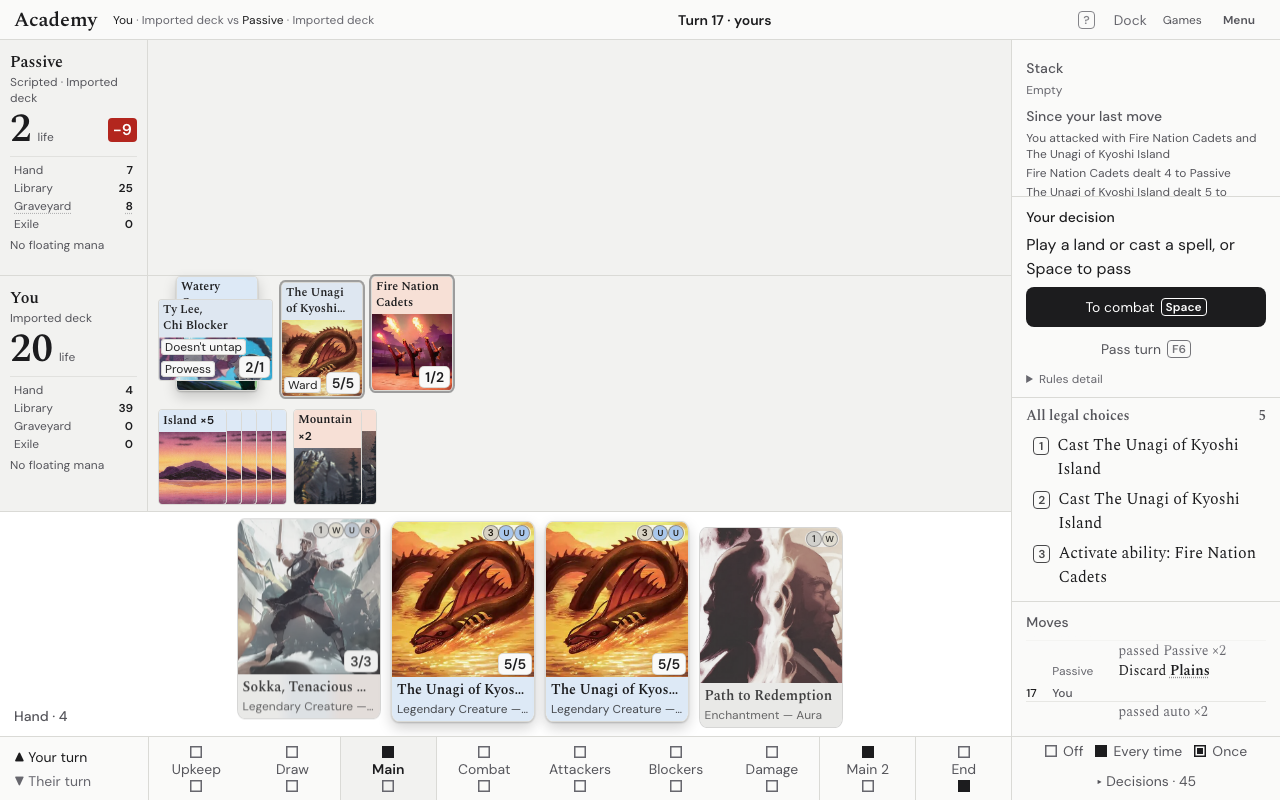 Academy You · Imported deck vs Passive · Imported deck Turn 17 · yours ? Dock Games Menu
Passive
Scripted · Imported
deck
2 life -9
Hand 7
Library 25
Graveyard 8
Exile 0
No floating mana
You
Imported deck
20 life
Hand 4
Library 39
Graveyard 0
Exile 0
No floating mana
Watery
Ty Lee,
Chi Blocker
Doesn't untap
Prowess 2/1
The Unagi
of Kyoshi...
Ward 5/5
Fire Nation
Cadets
1/2
Island ×5
Mountain
×2
Hand · 4
1 W U R
3/3
Sokka, Tenacious ...
Legendary Creature —...
3 U U
5/5
The Unagi of Kyos...
Legendary Creature —...
3 U U
5/5
The Unagi of Kyos...
Legendary Creature —...
1 W
Path to Redemption
Enchantment — Aura
Stack
Empty
Since your last move
You attacked with Fire Nation Cadets and
The Unagi of Kyoshi Island
Fire Nation Cadets dealt 4 to Passive
The Unagi of Kyoshi Island dealt 5 to
Your decision
Play a land or cast a spell, or
Space to pass
To combat Space
Pass turn F6
▶ Rules detail
All legal choices 5
1 Cast The Unagi of Kyoshi
Island
2 Cast The Unagi of Kyoshi
Island
3 Activate ability: Fire Nation
Cadets
Moves
passed Passive ×2
Passive Discard Plains
17 You
passed auto ×2
▲ Your turn
▼ Their turn
Upkeep
Draw
Main
Combat
Attackers
Blockers
Damage
Main 2
End
Off Every time Once
▸ Decisions · 45